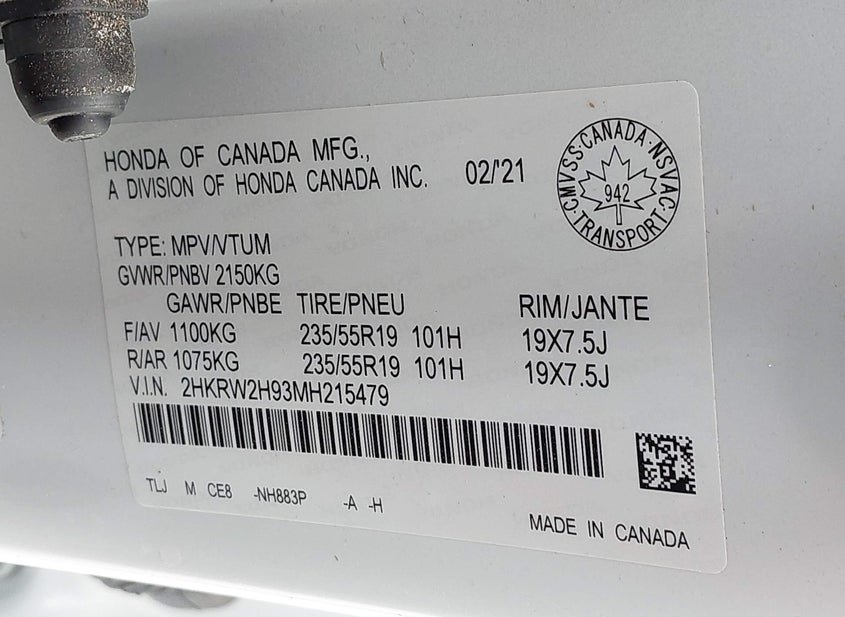 HONDA OF CANADA MFG.,
A DIVISION OF HONDA CANADA INC. 02/'21
CMVSS · CANADA · NSVAC · TRANSPORT ·
942
TYPE: MPV/VTUM
GVWR/PNBV 2150KG
GAWR/PNBE TIRE/PNEU RIM/JANTE
F/AV 1100KG 235/55R19 101H 19X7.5J
R/AR 1075KG 235/55R19 101H 19X7.5J
V.I.N. 2HKRW2H93MH215479
TLJ M CE8 -NH883P -A -H
MADE IN CANADA